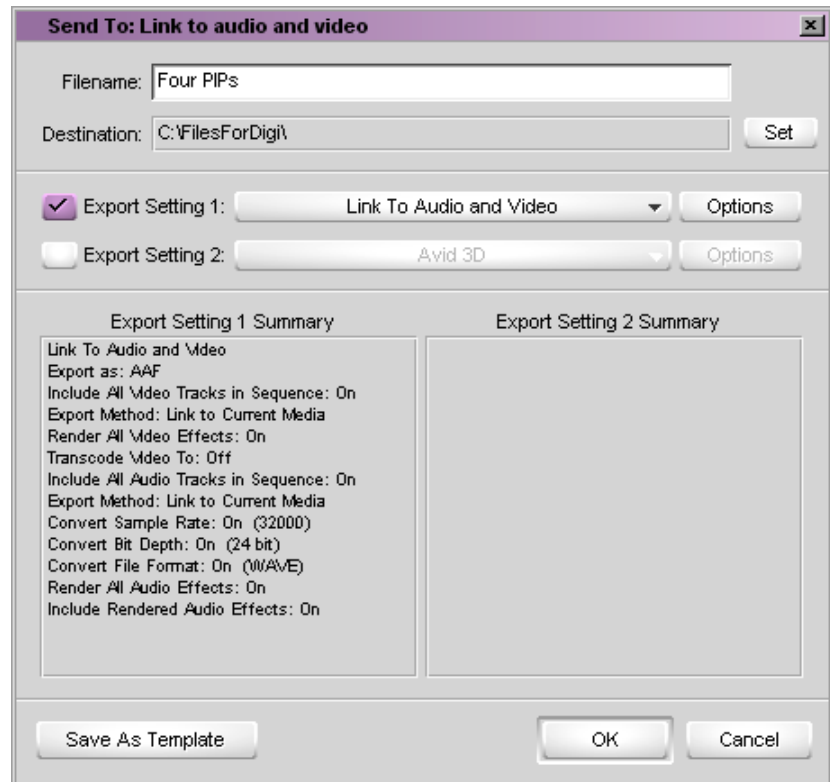 Send To: Link to audio and video
Filename: Four PIPs
Destination: C:\FilesForDigi\ Set
Export Setting 1: Link To Audio and Video Options
Export Setting 2: Avid 3D Options
Export Setting 1 Summary Export Setting 2 Summary
Link To Audio and Video
Export as: AAF
Include All Video Tracks in Sequence: On
Export Method: Link to Current Media
Render All Video Effects: On
Transcode Video To: Off
Include All Audio Tracks in Sequence: On
Export Method: Link to Current Media
Convert Sample Rate: On (32000)
Convert Bit Depth: On (24 bit)
Convert File Format: On (WAVE)
Render All Audio Effects: On
Include Rendered Audio Effects: On
Save As Template OK Cancel